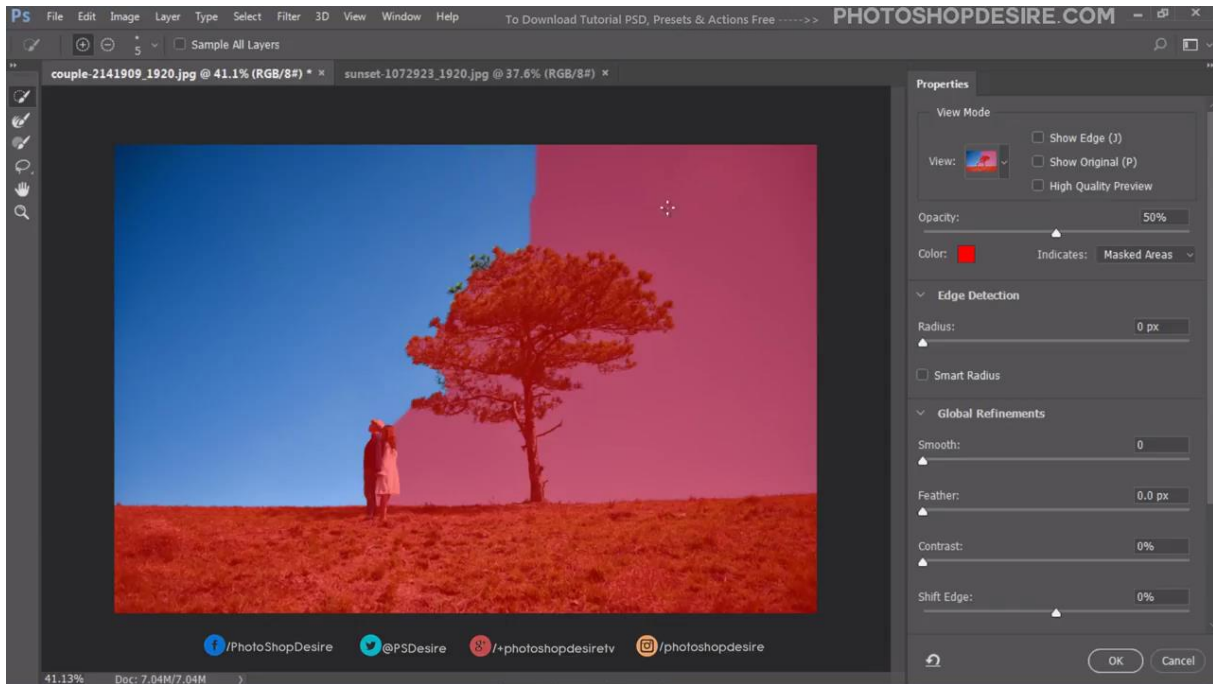 Ps File Edit Image Layer Type Select Filter 3D View Window Help To Download Tutorial PSD, Presets & Actions Free ----->> PHOTOSHOPDESIRE.COM
5 Sample All Layers
couple-2141909_1920.jpg @ 41.1% (RGB/8#) * × sunset-1072923_1920.jpg @ 37.6% (RGB/8#) ×
Properties
View Mode
Show Edge (J)
View: Show Original (P)
High Quality Preview
Opacity: 50%
Color: Indicates: Masked Areas
Edge Detection
Radius: 0 px
Smart Radius
Global Refinements
Smooth: 0
Feather: 0.0 px
Contrast: 0%
Shift Edge: 0%
f /PhotoShopDesire @PSDesire g+ /+photoshopdesiretv /photoshopdesire
OK Cancel
41.13% Doc: 7.04M/7.04M >